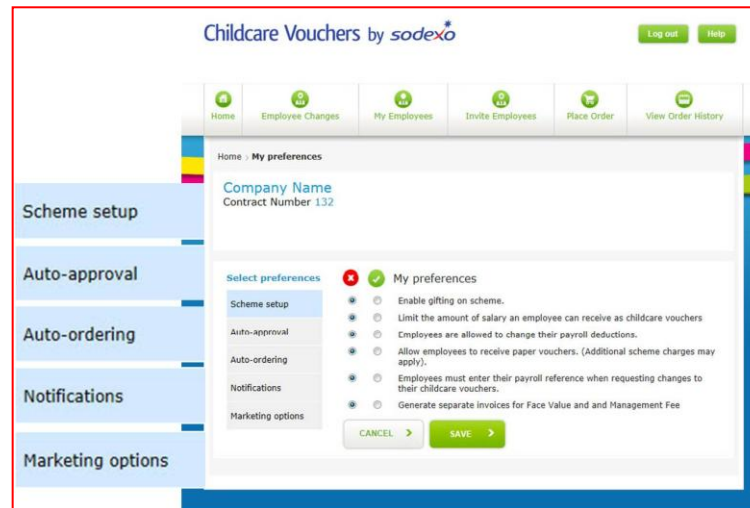 Childcare Vouchers by sodexo
Log out
Help
Home
Employee Changes
My Employees
Invite Employees
Place Order
View Order History
Home > My preferences
Company Name
Contract Number 132
Scheme setup
Auto-approval
Auto-ordering
Notifications
Marketing options
Select preferences
Scheme setup
Auto-approval
Auto-ordering
Notifications
Marketing options
My preferences
Enable gifting on scheme.
Limit the amount of salary an employee can receive as childcare vouchers
Employees are allowed to change their payroll deductions.
Allow employees to receive paper vouchers. (Additional scheme charges may
apply).
Employees must enter their payroll reference when requesting changes to
their childcare vouchers.
Generate separate invoices for Face Value and and Management Fee
CANCEL >
SAVE >